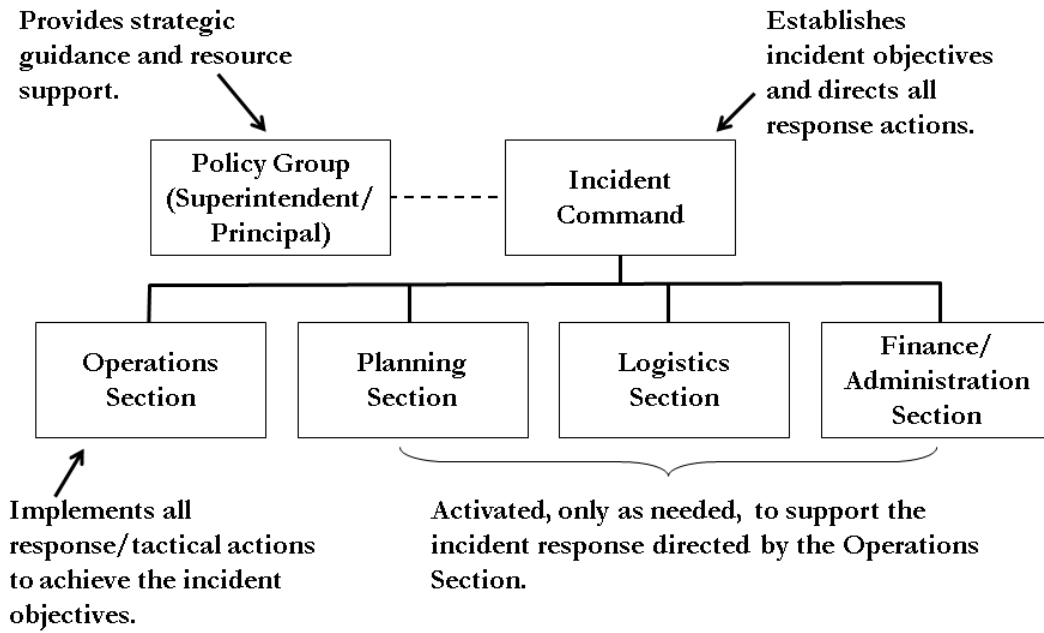 Provides strategic
guidance and resource
support.
Establishes
incident objectives
and directs all
response actions.
Policy Group
(Superintendent/
Principal)
Incident
Command
Operations
Section
Planning
Section
Logistics
Section
Finance/
Administration
Section
Implements all
response/tactical actions
to achieve the incident
objectives.
Activated, only as needed, to support the
incident response directed by the Operations
Section.